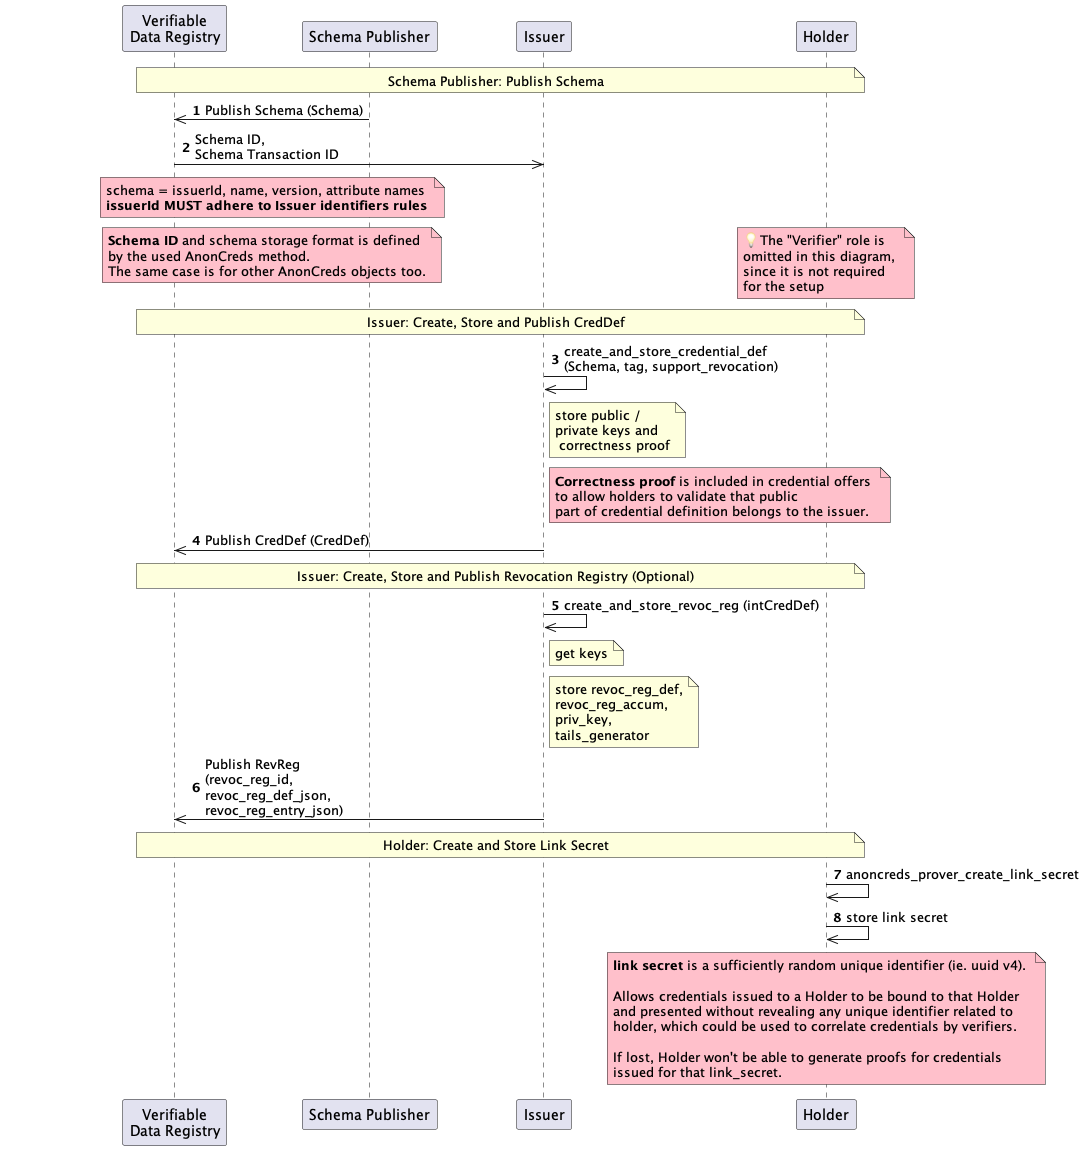 Verifiable
Data Registry
Schema Publisher
Issuer
Holder
Schema Publisher: Publish Schema
1 Publish Schema (Schema)
2 Schema ID,
Schema Transaction ID
schema = issuerId, name, version, attribute names
issuerId MUST adhere to Issuer identifiers rules
Schema ID and schema storage format is defined
by the used AnonCreds method.
The same case is for other AnonCreds objects too.
The "Verifier" role is
omitted in this diagram,
since it is not required
for the setup
Issuer: Create, Store and Publish CredDef
3 create_and_store_credential_def
(Schema, tag, support_revocation)
store public /
private keys and
correctness proof
Correctness proof is included in credential offers
to allow holders to validate that public
part of credential definition belongs to the issuer.
4 Publish CredDef (CredDef)
Issuer: Create, Store and Publish Revocation Registry (Optional)
5 create_and_store_revoc_reg (intCredDef)
get keys
store revoc_reg_def,
revoc_reg_accum,
priv_key,
tails_generator
6 Publish RevReg
(revoc_reg_id,
revoc_reg_def_json,
revoc_reg_entry_json)
Holder: Create and Store Link Secret
7 anoncreds_prover_create_link_secret
8 store link secret
link secret is a sufficiently random unique identifier (ie. uuid v4).
Allows credentials issued to a Holder to be bound to that Holder
and presented without revealing any unique identifier related to
holder, which could be used to correlate credentials by verifiers.
If lost, Holder won't be able to generate proofs for credentials
issued for that link_secret.
Verifiable
Data Registry
Schema Publisher
Issuer
Holder